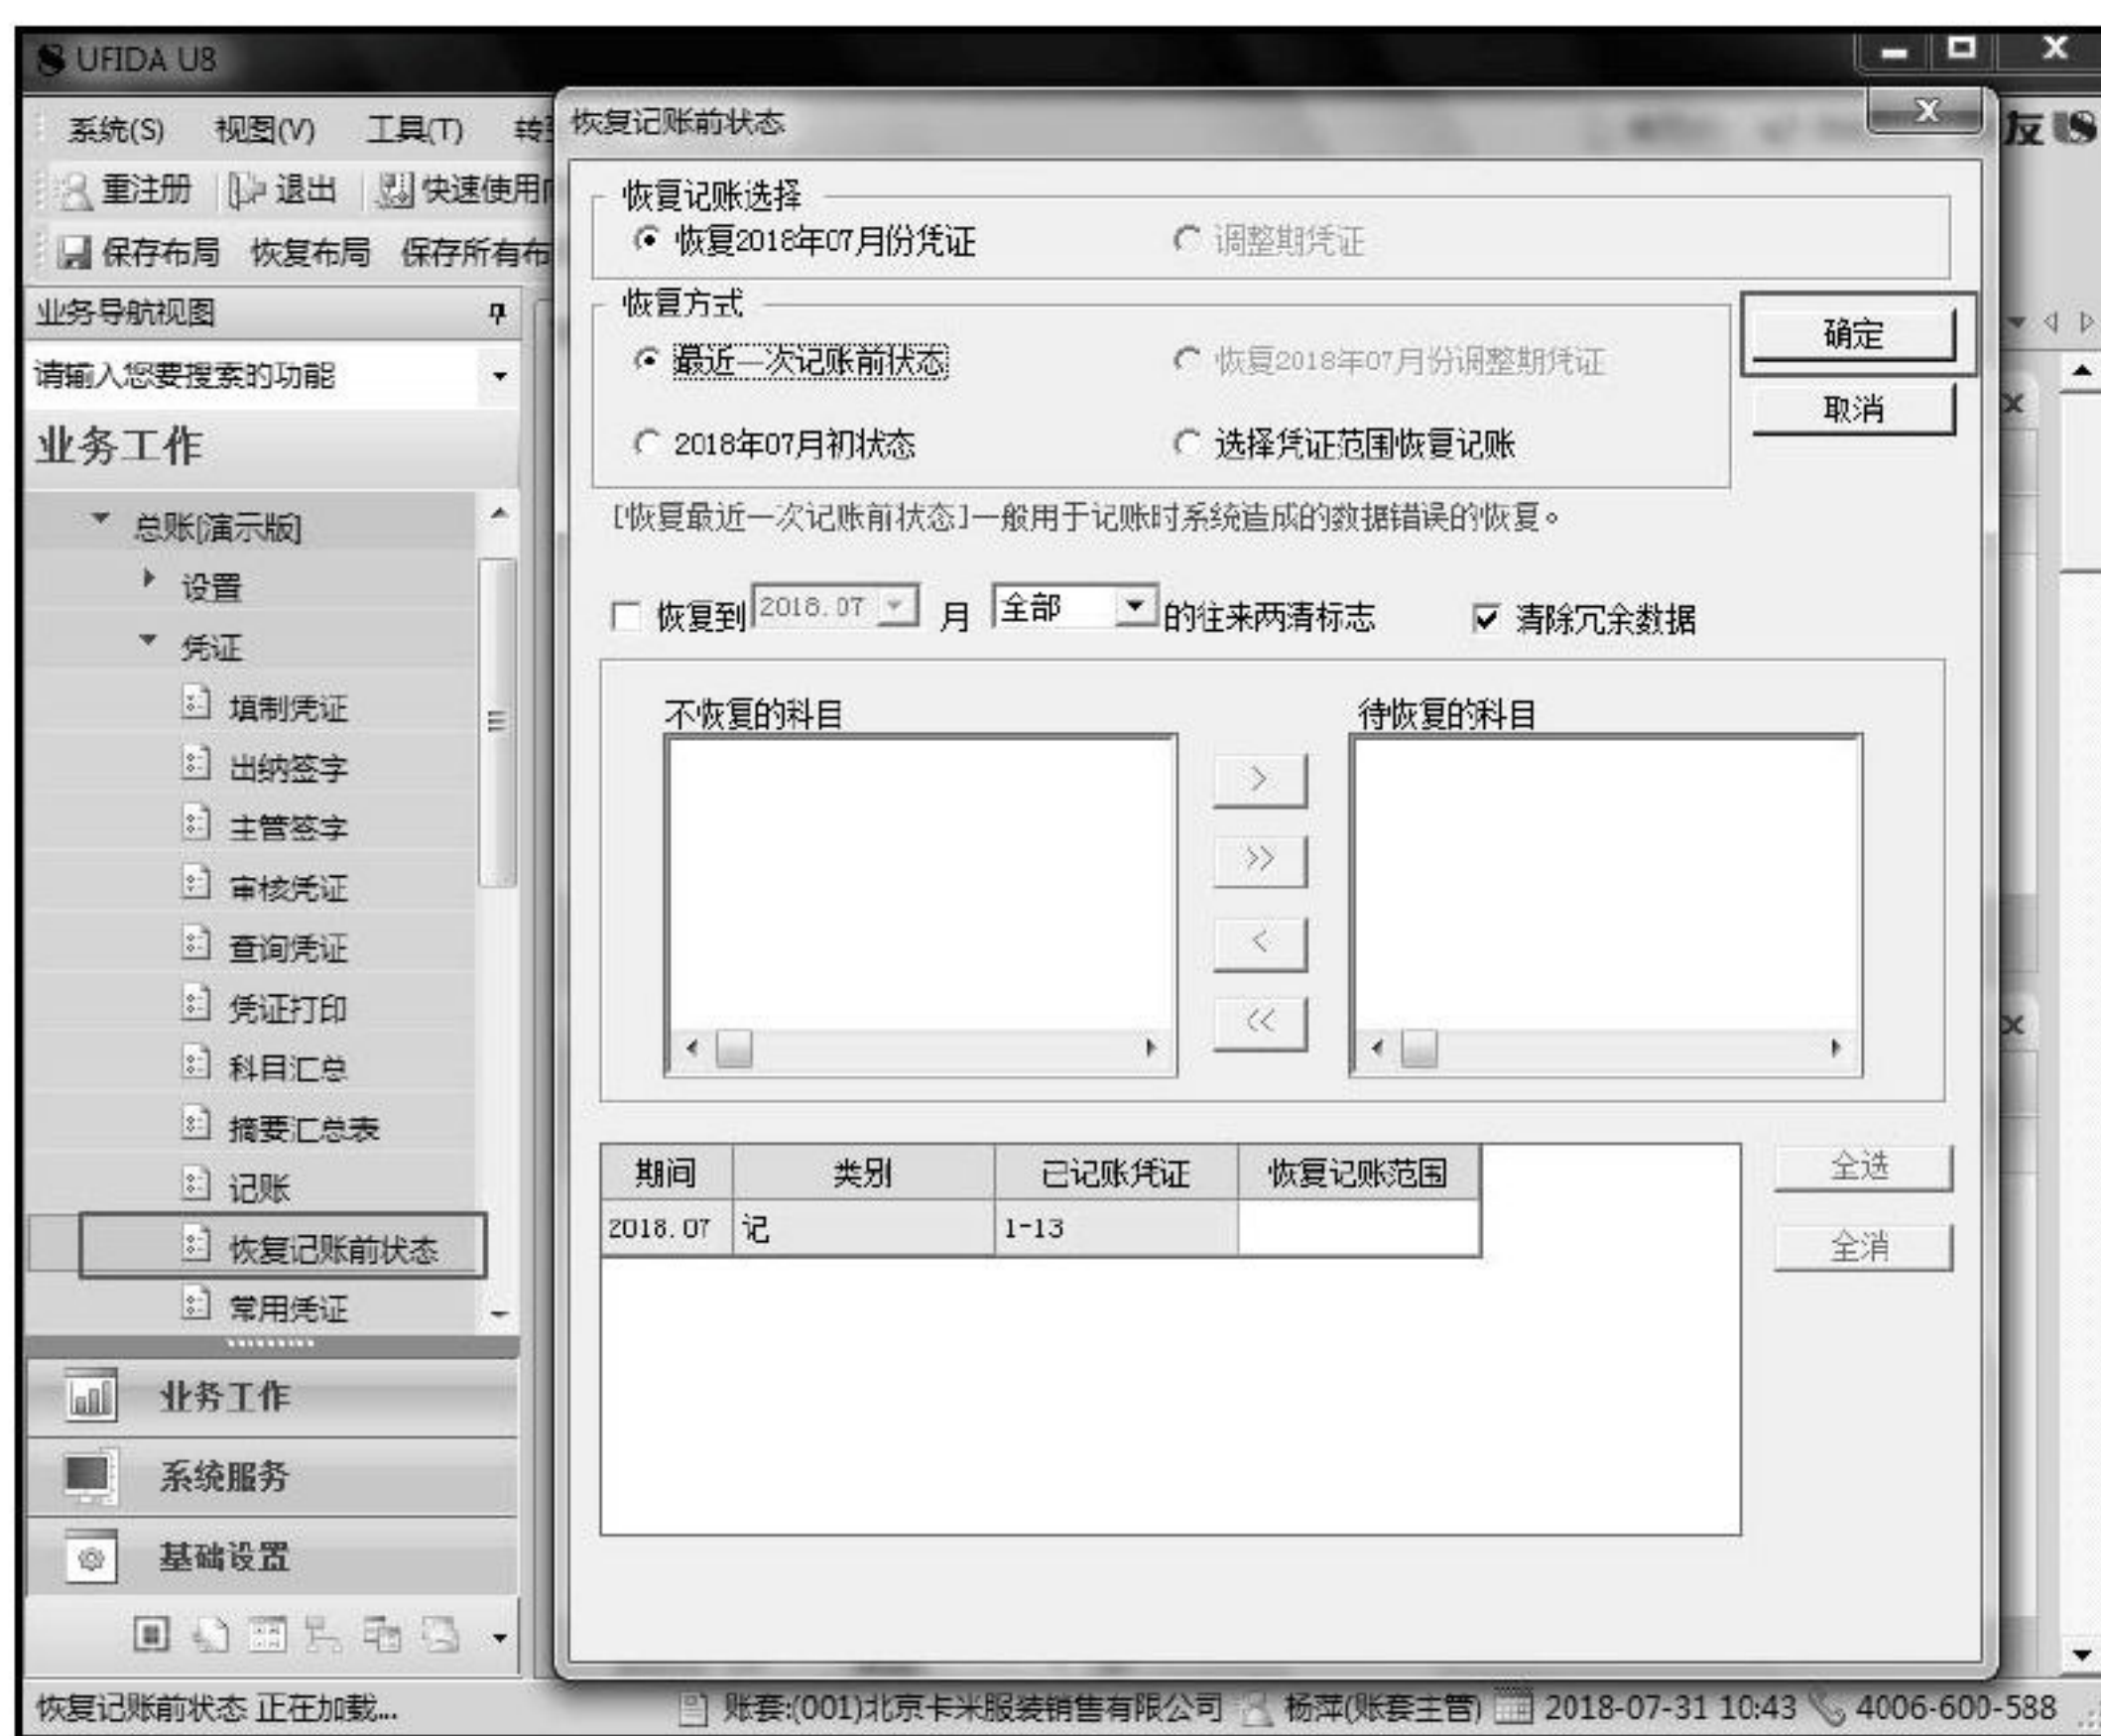 UFIDA U8
系统(S) 视图(V) 工具(T)
重注册 退出 快速使用
保存布局 恢复布局 保存所有布
业务导航视图
请输入您要搜索的功能
业务工作
总账[演示版]
设置
凭证
填制凭证
出纳签字
主管签字
审核凭证
查询凭证
凭证打印
科目汇总
摘要汇总表
记账
恢复记账前状态
常用凭证
业务工作
系统服务
基础设置
恢复记账前状态
友
恢复记账选择
恢复2018年07月份凭证 调整期凭证
恢复方式
最近一次记账前状态 恢复2018年07月份调整期凭证
2018年07月初状态 选择凭证范围恢复记账
确定
取消
[恢复最近一次记账前状态]一般用于记账时系统造成的数据错误的恢复。
恢复到 2018.07 月 全部 的往来两清标志 清除冗余数据
不恢复的科目 待恢复的科目
>
>>
<
<<
期间 类别 已记账凭证 恢复记账范围
2018.07 记 1-13
全选
全消
恢复记账前状态 正在加载... 账套:(001)北京卡米服装销售有限公司 杨萍(账套主管) 2018-07-31 10:43 4006-600-588